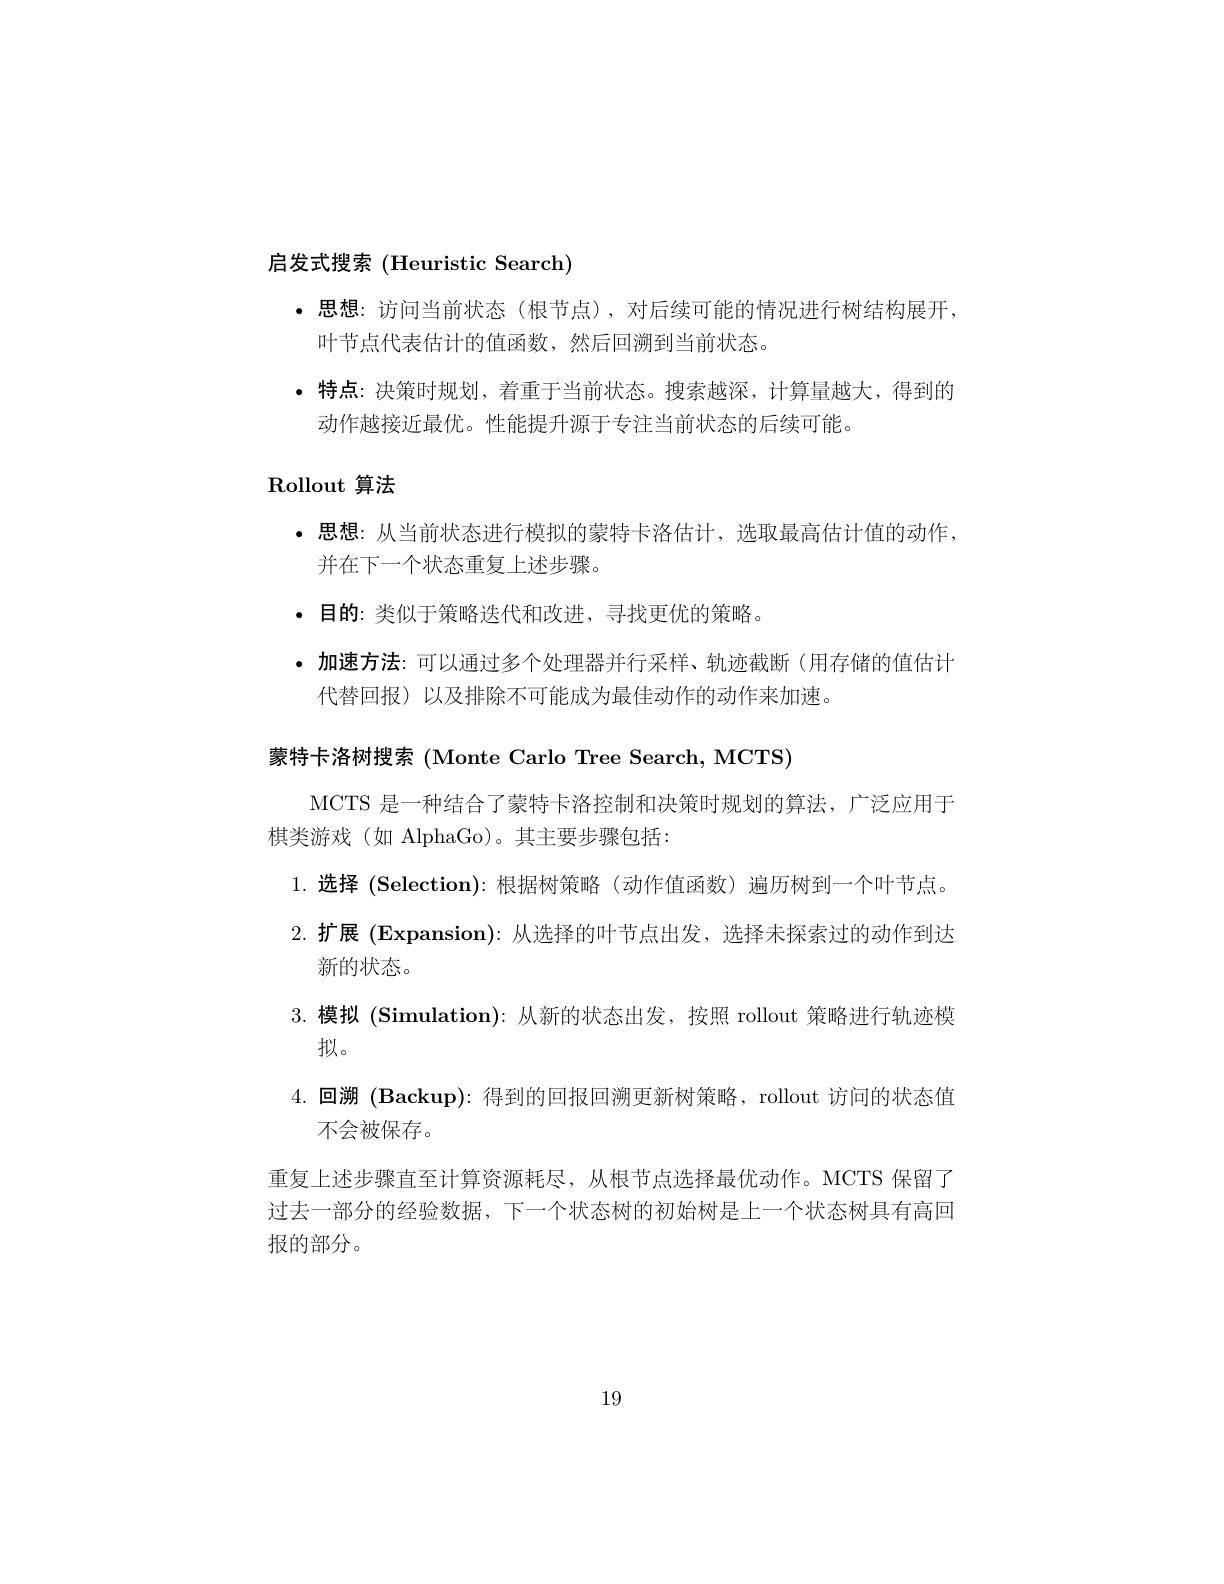 启发式搜索 (Heuristic Search)
• 思想: 访问当前状态（根节点），对后续可能的情况进行树结构展开，
叶节点代表估计的值函数，然后回溯到当前状态。
• 特点: 决策时规划，着重于当前状态。搜索越深，计算量越大，得到的
动作越接近最优。性能提升源于专注当前状态的后续可能。
Rollout 算法
• 思想: 从当前状态进行模拟的蒙特卡洛估计，选取最高估计值的动作，
并在下一个状态重复上述步骤。
• 目的: 类似于策略迭代和改进，寻找更优的策略。
• 加速方法: 可以通过多个处理器并行采样、轨迹截断（用存储的值估计
代替回报）以及排除不可能成为最佳动作的动作来加速。
蒙特卡洛树搜索 (Monte Carlo Tree Search, MCTS)
MCTS 是一种结合了蒙特卡洛控制和决策时规划的算法，广泛应用于
棋类游戏（如 AlphaGo）。其主要步骤包括：
1. 选择 (Selection): 根据树策略（动作值函数）遍历树到一个叶节点。
2. 扩展 (Expansion): 从选择的叶节点出发，选择未探索过的动作到达
新的状态。
3. 模拟 (Simulation): 从新的状态出发，按照 rollout 策略进行轨迹模
拟。
4. 回溯 (Backup): 得到的回报回溯更新树策略，rollout 访问的状态值
不会被保存。
重复上述步骤直至计算资源耗尽，从根节点选择最优动作。MCTS 保留了
过去一部分的经验数据，下一个状态树的初始树是上一个状态树具有高回
报的部分。
19